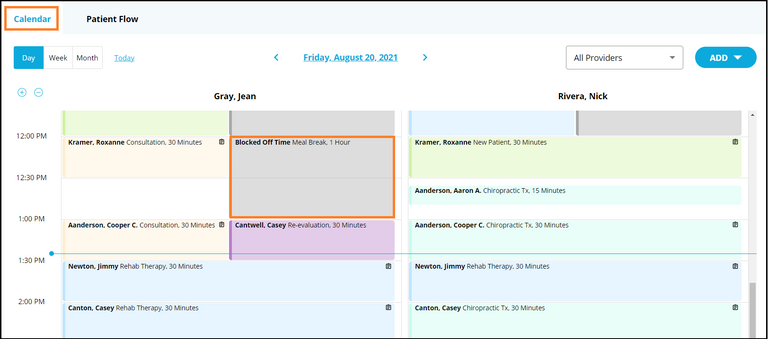 Calendar Patient Flow
Day Week Month Today Friday, August 20, 2021 All Providers ADD
Gray, Jean Rivera, Nick
12:00 PM
Kramer, Roxanne Consultation, 30 Minutes
Blocked Off Time Meal Break, 1 Hour
Kramer, Roxanne New Patient, 30 Minutes
12:30 PM
Aanderson, Aaron A. Chiropractic Tx, 15 Minutes
1:00 PM
Aanderson, Cooper C. Consultation, 30 Minutes
Cantwell, Casey Re-evaluation, 30 Minutes
Aanderson, Cooper C. Chiropractic Tx, 30 Minutes
1:30 PM
Newton, Jimmy Rehab Therapy, 30 Minutes
Newton, Jimmy Rehab Therapy, 30 Minutes
2:00 PM
Canton, Casey Rehab Therapy, 30 Minutes
Canton, Casey Chiropractic Tx, 30 Minutes